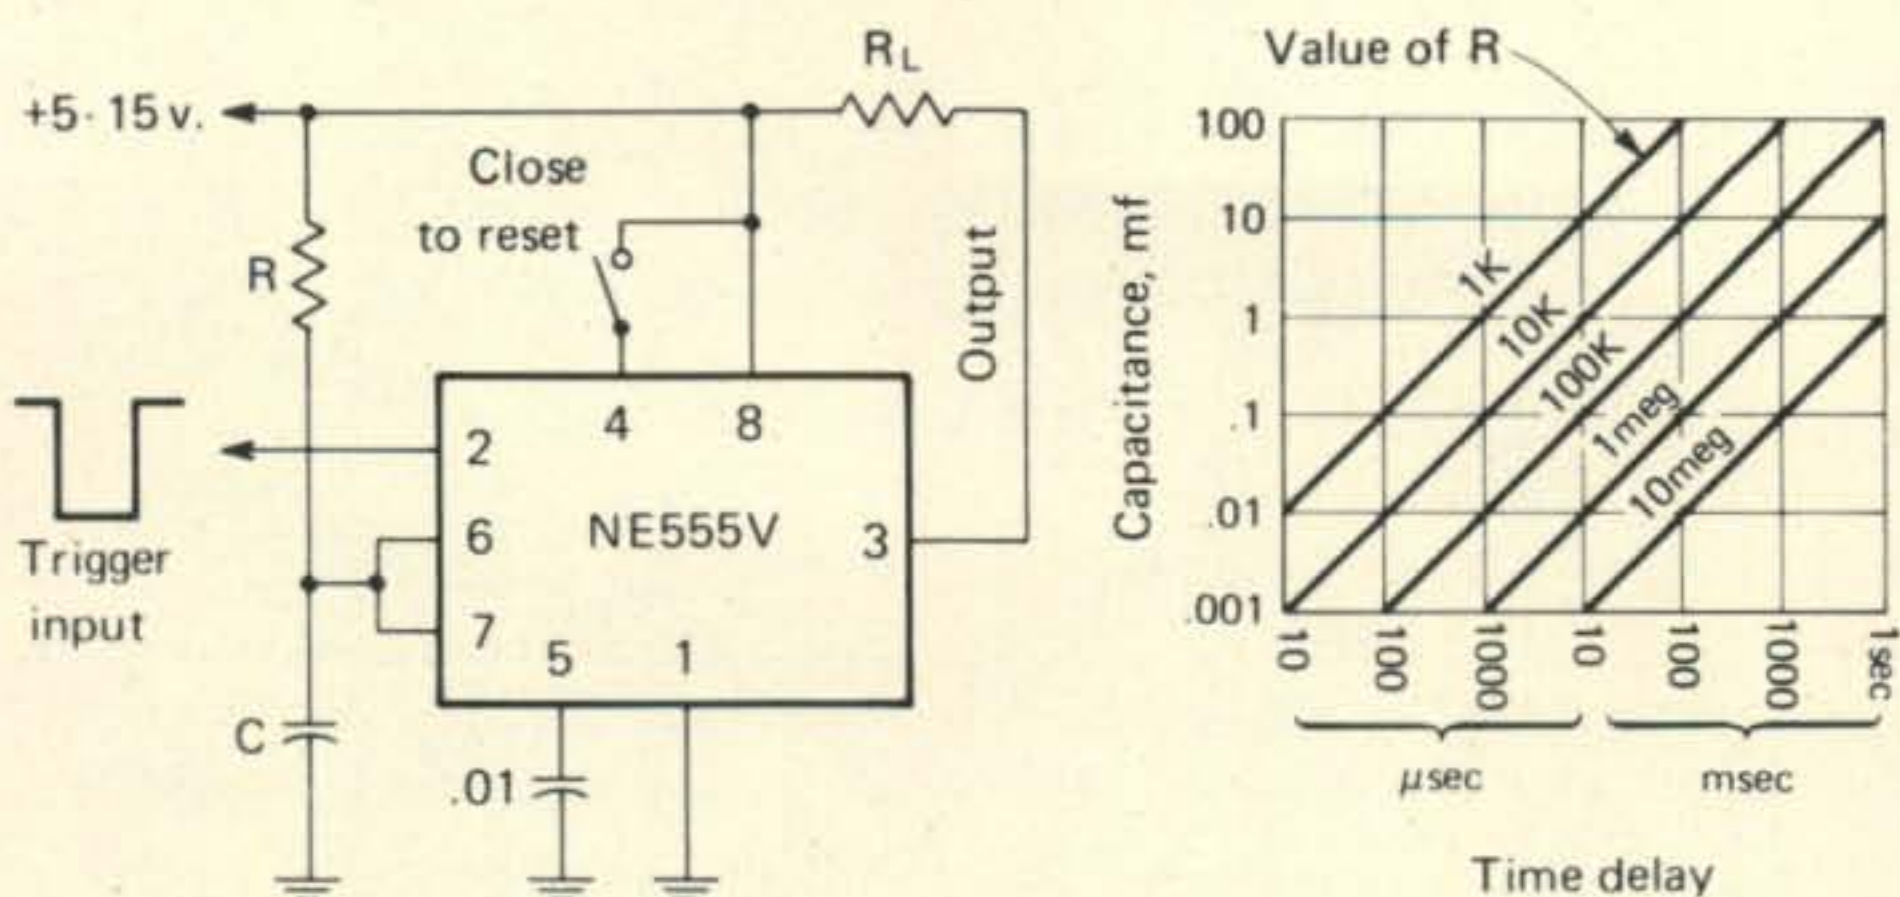 +5-15 v.
R L
Close
to reset
R
Output
Trigger
input
2
6
7
4
8
NE555V
3
5
1
C
.01
Value of R
Capacitance, mf
100
10
1
.1
.01
.001
1K
10K
100K
1meg
10meg
10
100
1000
10
100
1000
1sec
µsec
msec
Time delay